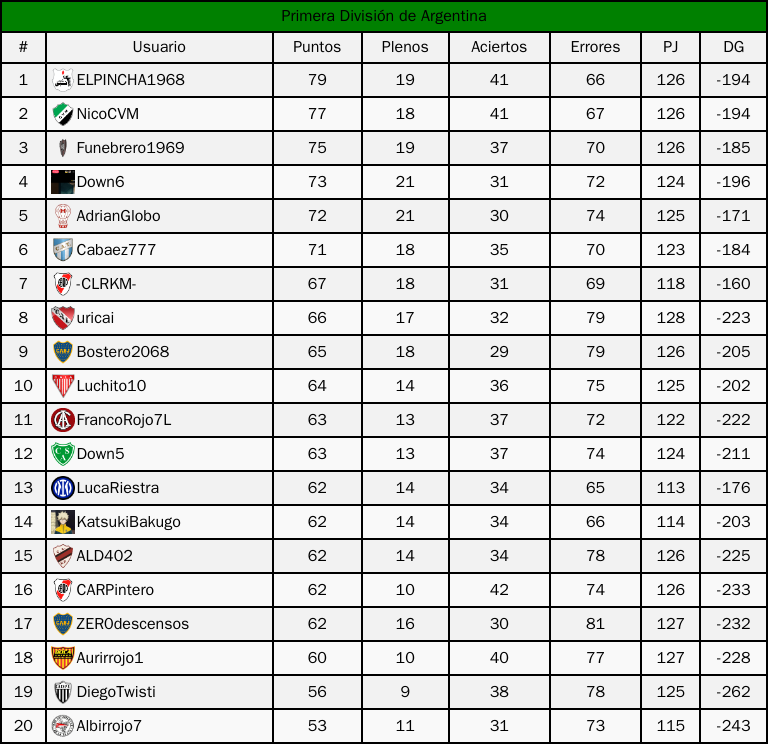 Primera División de Argentina
# Usuario Puntos Plenos Aciertos Errores PJ DG
1 ELPINCHA1968 79 19 41 66 126 -194
2 NicoCVM 77 18 41 67 126 -194
3 Funebrero1969 75 19 37 70 126 -185
4 Down6 73 21 31 72 124 -196
5 AdrianGlobo 72 21 30 74 125 -171
6 Cabaez777 71 18 35 70 123 -184
7 -CLRKM- 67 18 31 69 118 -160
8 uricai 66 17 32 79 128 -223
9 Bostero2068 65 18 29 79 126 -205
10 Luchito10 64 14 36 75 125 -202
11 FrancoRojo7L 63 13 37 72 122 -222
12 Down5 63 13 37 74 124 -211
13 LucaRiestra 62 14 34 65 113 -176
14 KatsukiBakugo 62 14 34 66 114 -203
15 ALD402 62 14 34 78 126 -225
16 CARPintero 62 10 42 74 126 -233
17 ZEROdescensos 62 16 30 81 127 -232
18 Aurirrojo1 60 10 40 77 127 -228
19 DiegoTwisti 56 9 38 78 125 -262
20 Albirrojo7 53 11 31 73 115 -243